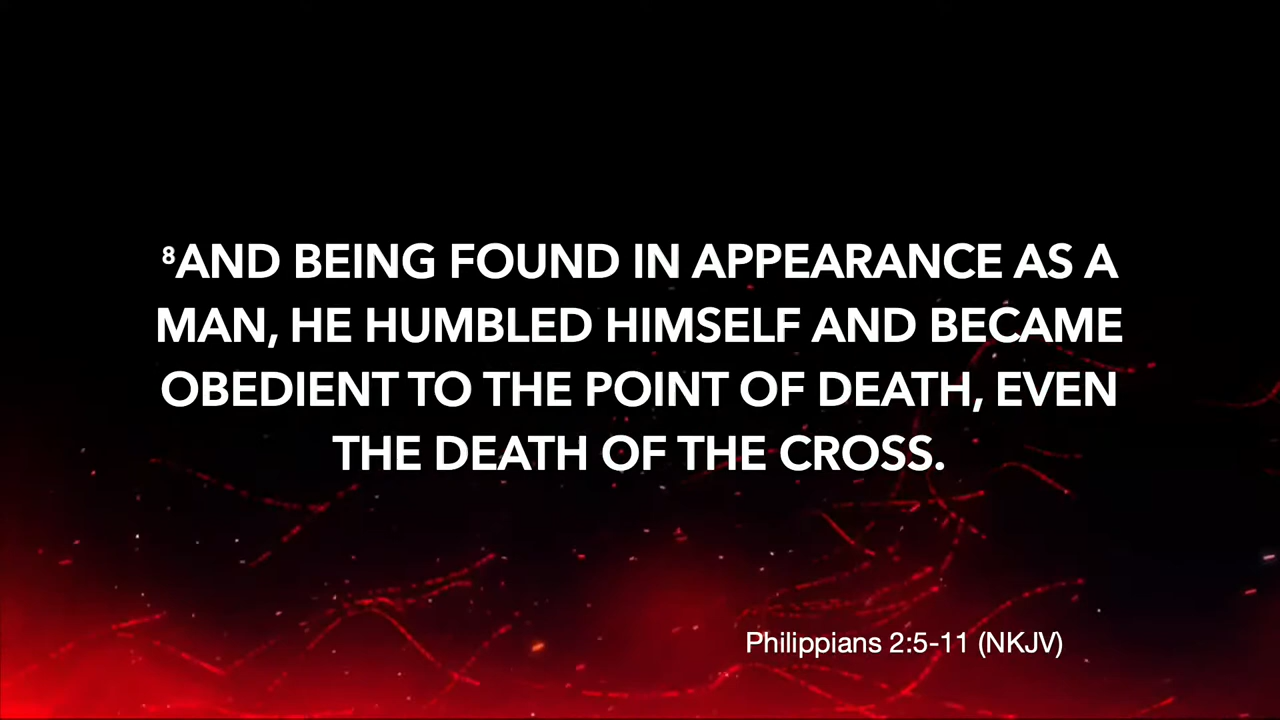 ⁸AND BEING FOUND IN APPEARANCE AS A
MAN, HE HUMBLED HIMSELF AND BECAME
OBEDIENT TO THE POINT OF DEATH, EVEN
THE DEATH OF THE CROSS.
Philippians 2:5-11 (NKJV)